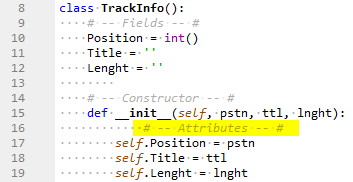 8 class TrackInfo():
9 # -- Fields -- #
10 Position = int()
11 Title = ''
12 Lenght = ''
13
14 # -- Constructor -- #
15 def __init__(self, pstn, ttl, lnght):
16 # -- Attributes -- #
17 self.Position = pstn
18 self.Title = ttl
19 self.Lenght = lnght